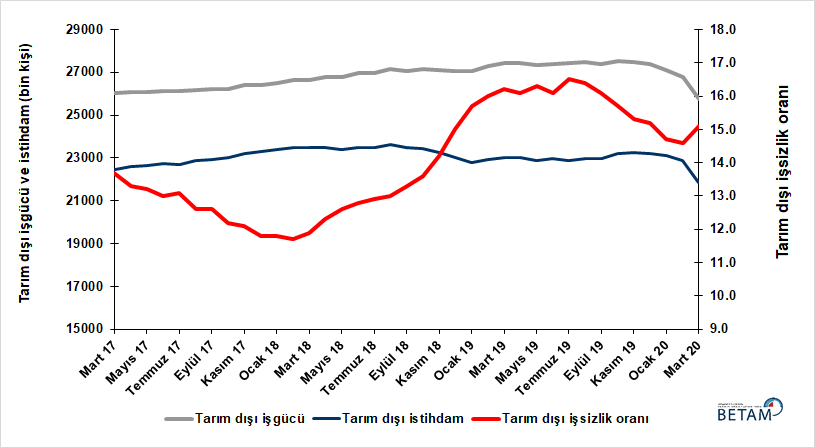 Tarım dışı işgücü ve istihdam (bin kişi)
29000
27000
25000
23000
21000
19000
17000
15000
18.0
17.0
16.0
15.0
14.0
13.0
12.0
11.0
10.0
9.0
Tarım dışı işsizlik oranı
Mart 17
Mayıs 17
Temmuz 17
Eylül 17
Kasım 17
Ocak 18
Mart 18
Mayıs 18
Temmuz 18
Eylül 18
Kasım 18
Ocak 19
Mart 19
Mayıs 19
Temmuz 19
Eylül 19
Kasım 19
Ocak 20
Mart 20
Tarım dışı işgücü
Tarım dışı istihdam
Tarım dışı işsizlik oranı
BETAM